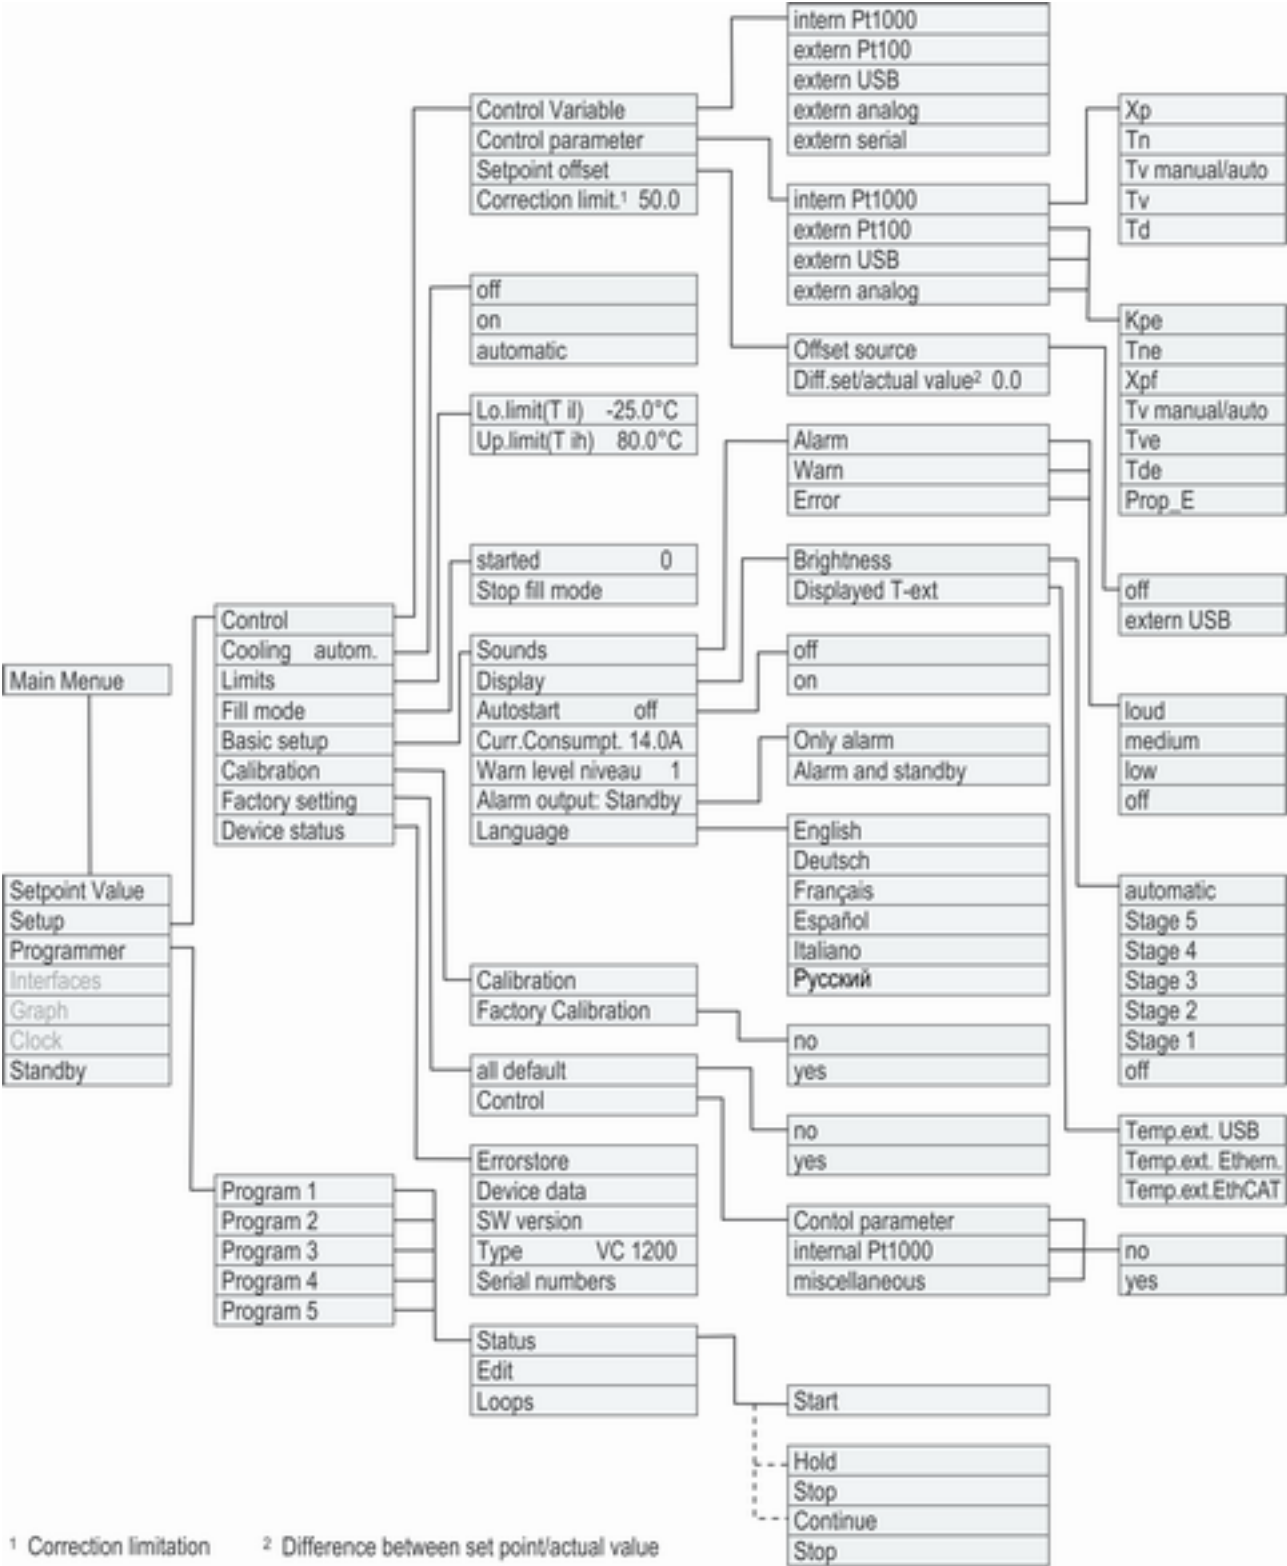 Main Menue
Setpoint Value
Setup
Programmer
Interfaces
Graph
Clock
Standby
Control
Cooling autom.
Limits
Fill mode
Basic setup
Calibration
Factory setting
Device status
Program 1
Program 2
Program 3
Program 4
Program 5
Control Variable
Control parameter
Setpoint offset
Correction limit.¹ 50.0
off
on
automatic
Lo.limit(T il) -25.0°C
Up.limit(T ih) 80.0°C
started 0
Stop fill mode
Sounds
Display
Autostart off
Curr.Consumpt. 14.0A
Warn level niveau 1
Alarm output: Standby
Language
Calibration
Factory Calibration
all default
Control
Errorstore
Device data
SW version
Type VC 1200
Serial numbers
Status
Edit
Loops
intern Pt1000
extern Pt100
extern USB
extern analog
extern serial
intern Pt1000
extern Pt100
extern USB
extern analog
Offset source
Diff.set/actual value² 0.0
Alarm
Warn
Error
Brightness
Displayed T-ext
off
on
Only alarm
Alarm and standby
English
Deutsch
Français
Español
Italiano
Русский
no
yes
no
yes
Contol parameter
internal Pt1000
miscellaneous
Start
Hold
Stop
Continue
Stop
Xp
Tn
Tv manual/auto
Tv
Td
Kpe
Tne
Xpf
Tv manual/auto
Tve
Tde
Prop_E
off
extern USB
loud
medium
low
off
automatic
Stage 5
Stage 4
Stage 3
Stage 2
Stage 1
off
Temp.ext. USB
Temp.ext. Ethern.
Temp.ext.EthCAT
no
yes
¹ Correction limitation ² Difference between set point/actual value